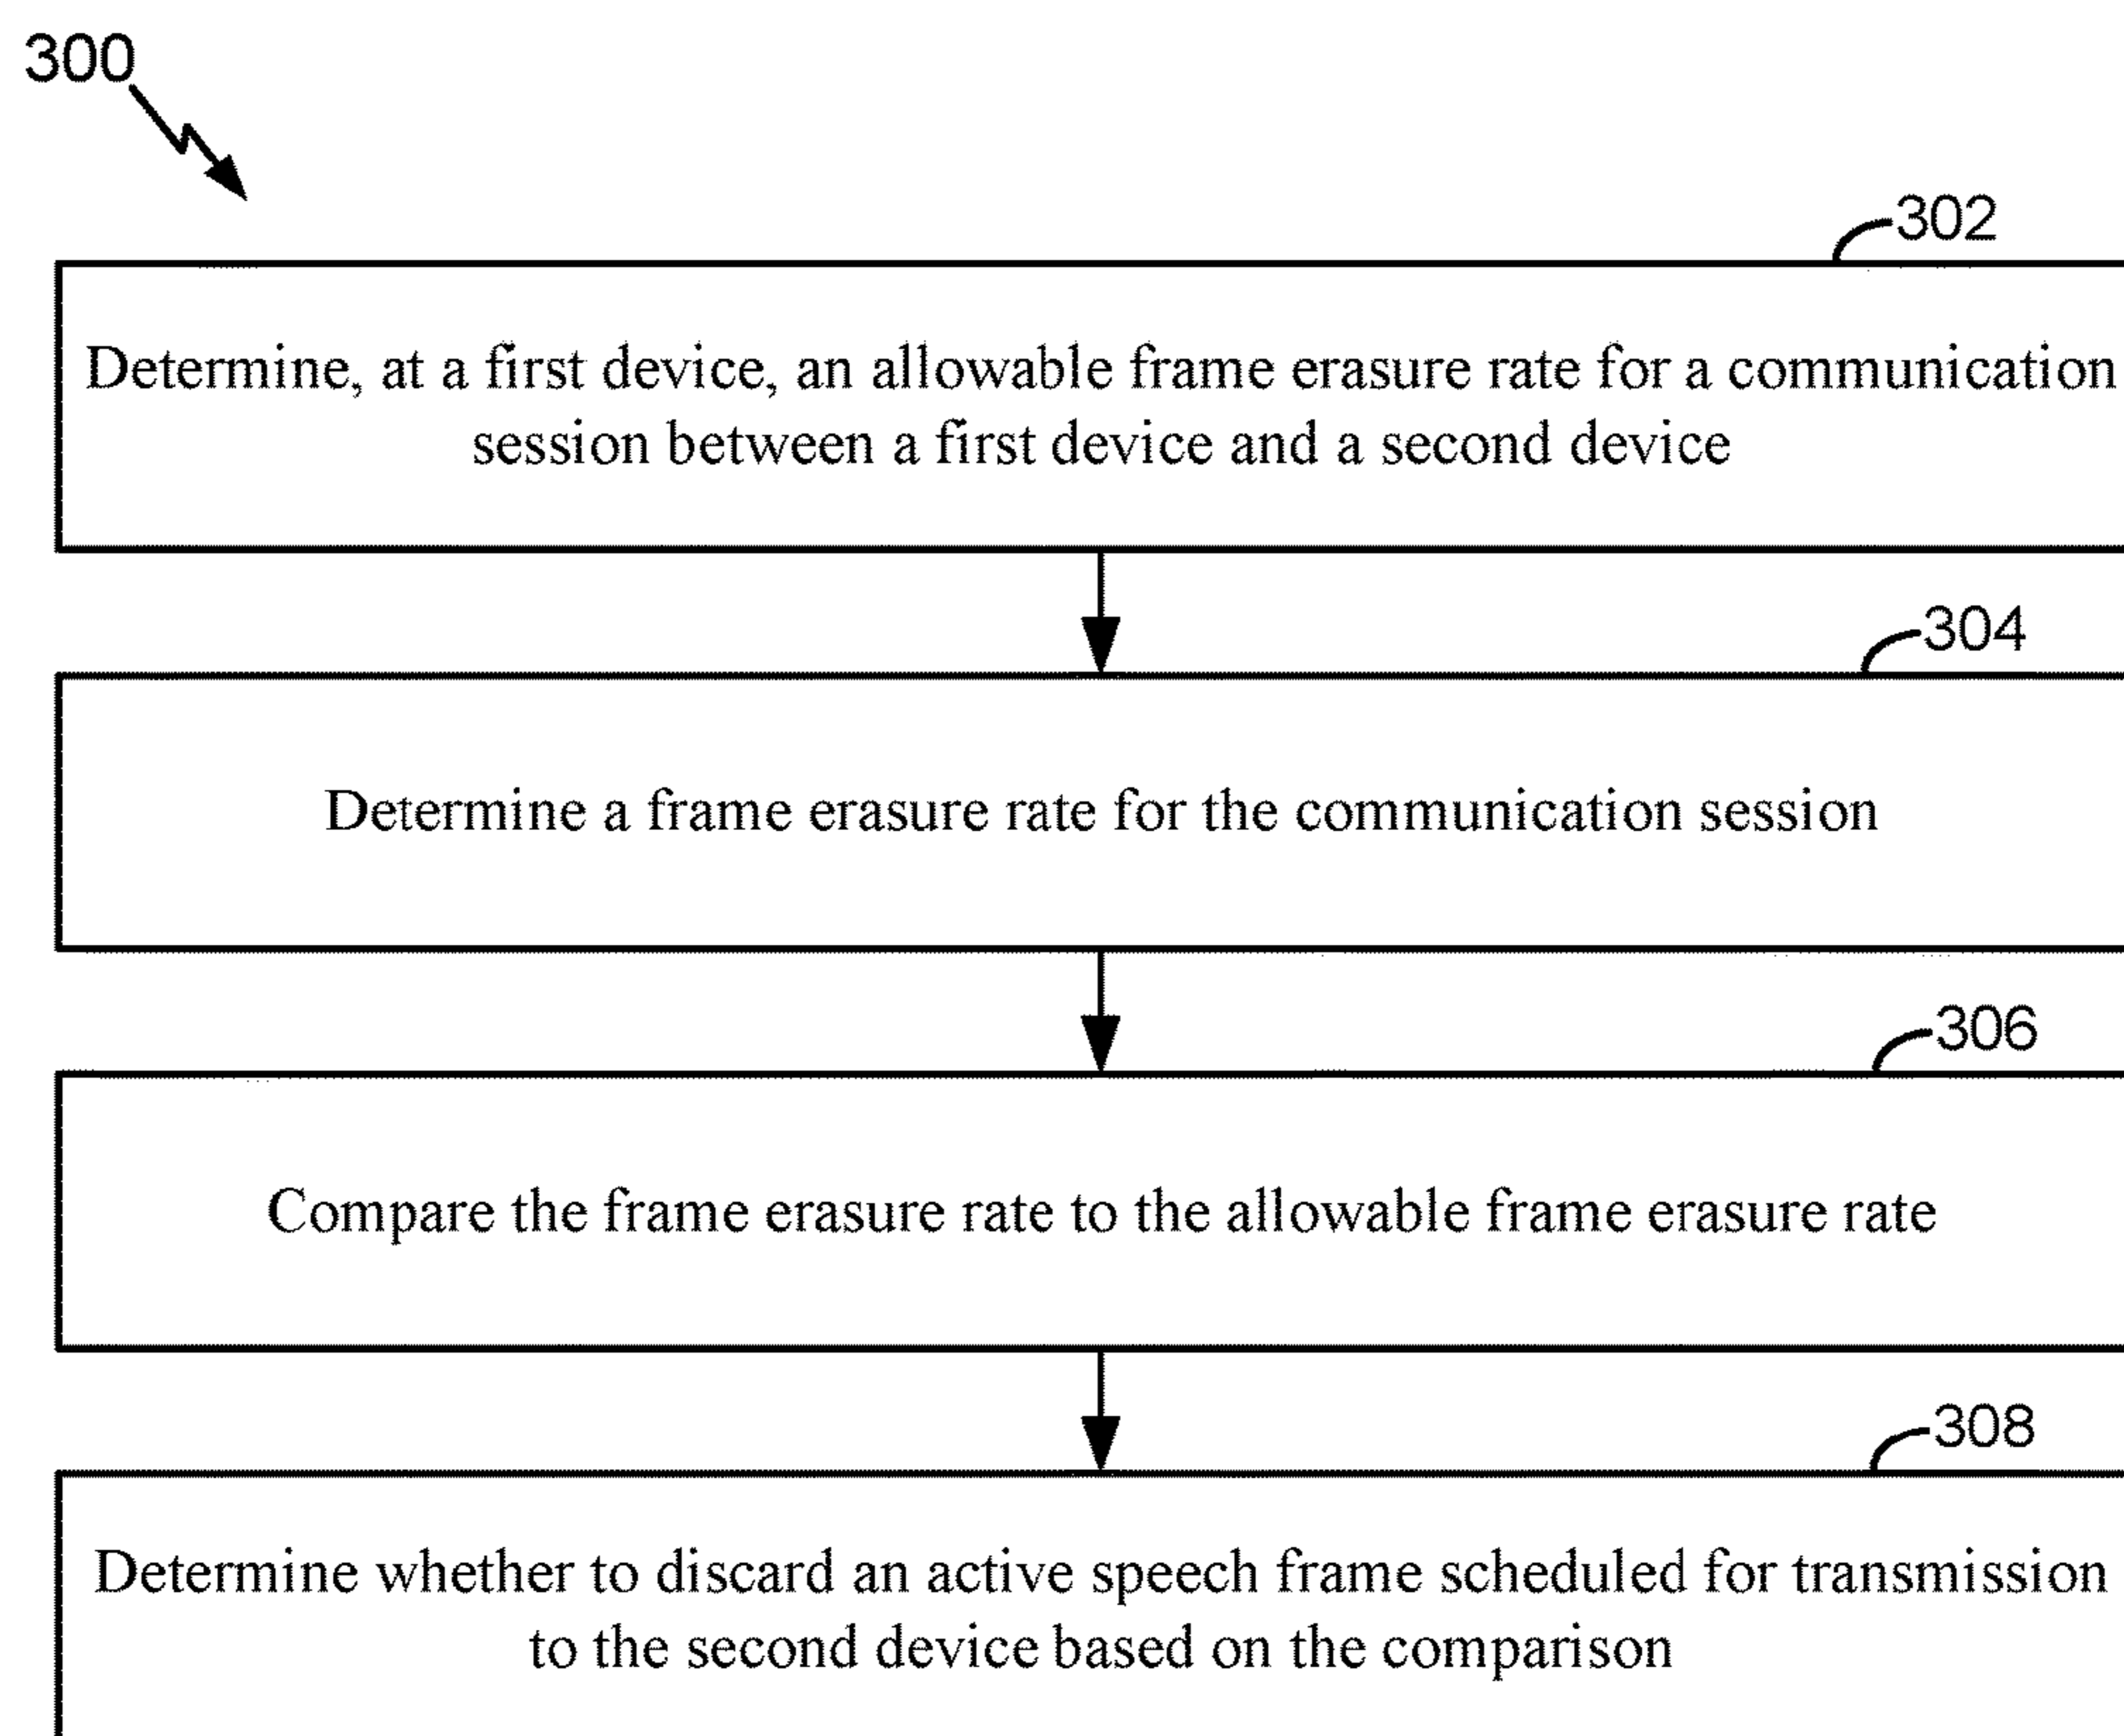 300
302
Determine, at a first device, an allowable frame erasure rate for a communication
session between a first device and a second device
304
Determine a frame erasure rate for the communication session
306
Compare the frame erasure rate to the allowable frame erasure rate
308
Determine whether to discard an active speech frame scheduled for transmission
to the second device based on the comparison